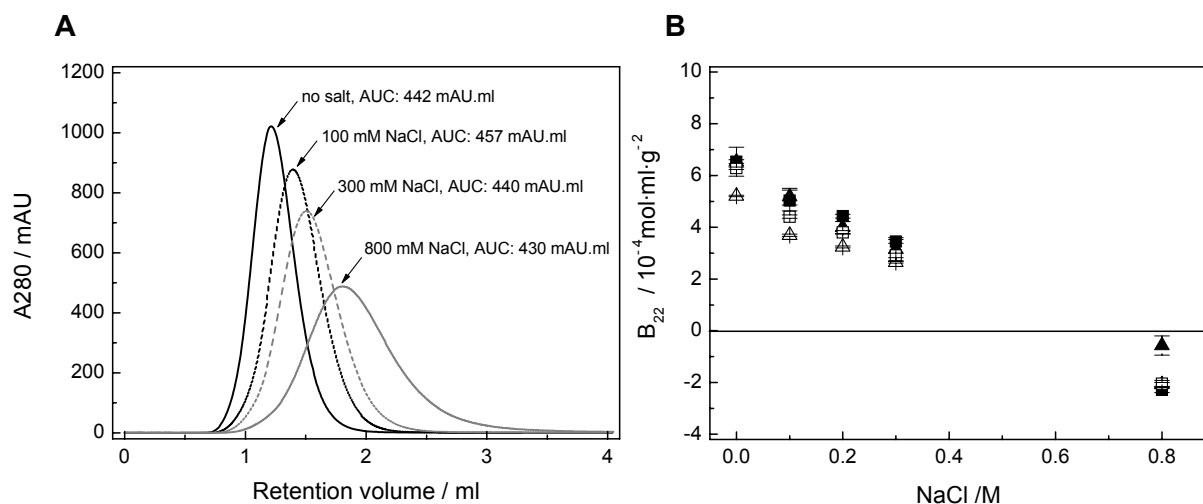 A
1200
1000
800
600
400
200
0
A280 / mAU
no salt, AUC: 442 mAU.ml
100 mM NaCl, AUC: 457 mAU.ml
300 mM NaCl, AUC: 440 mAU.ml
800 mM NaCl, AUC: 430 mAU.ml
0 1 2 3 4
Retention volume / ml
B
10
8
6
4
2
0
-2
-4
B₂₂ / 10⁻⁴mol·ml·g⁻²
0.0 0.2 0.4 0.6 0.8
NaCl /M